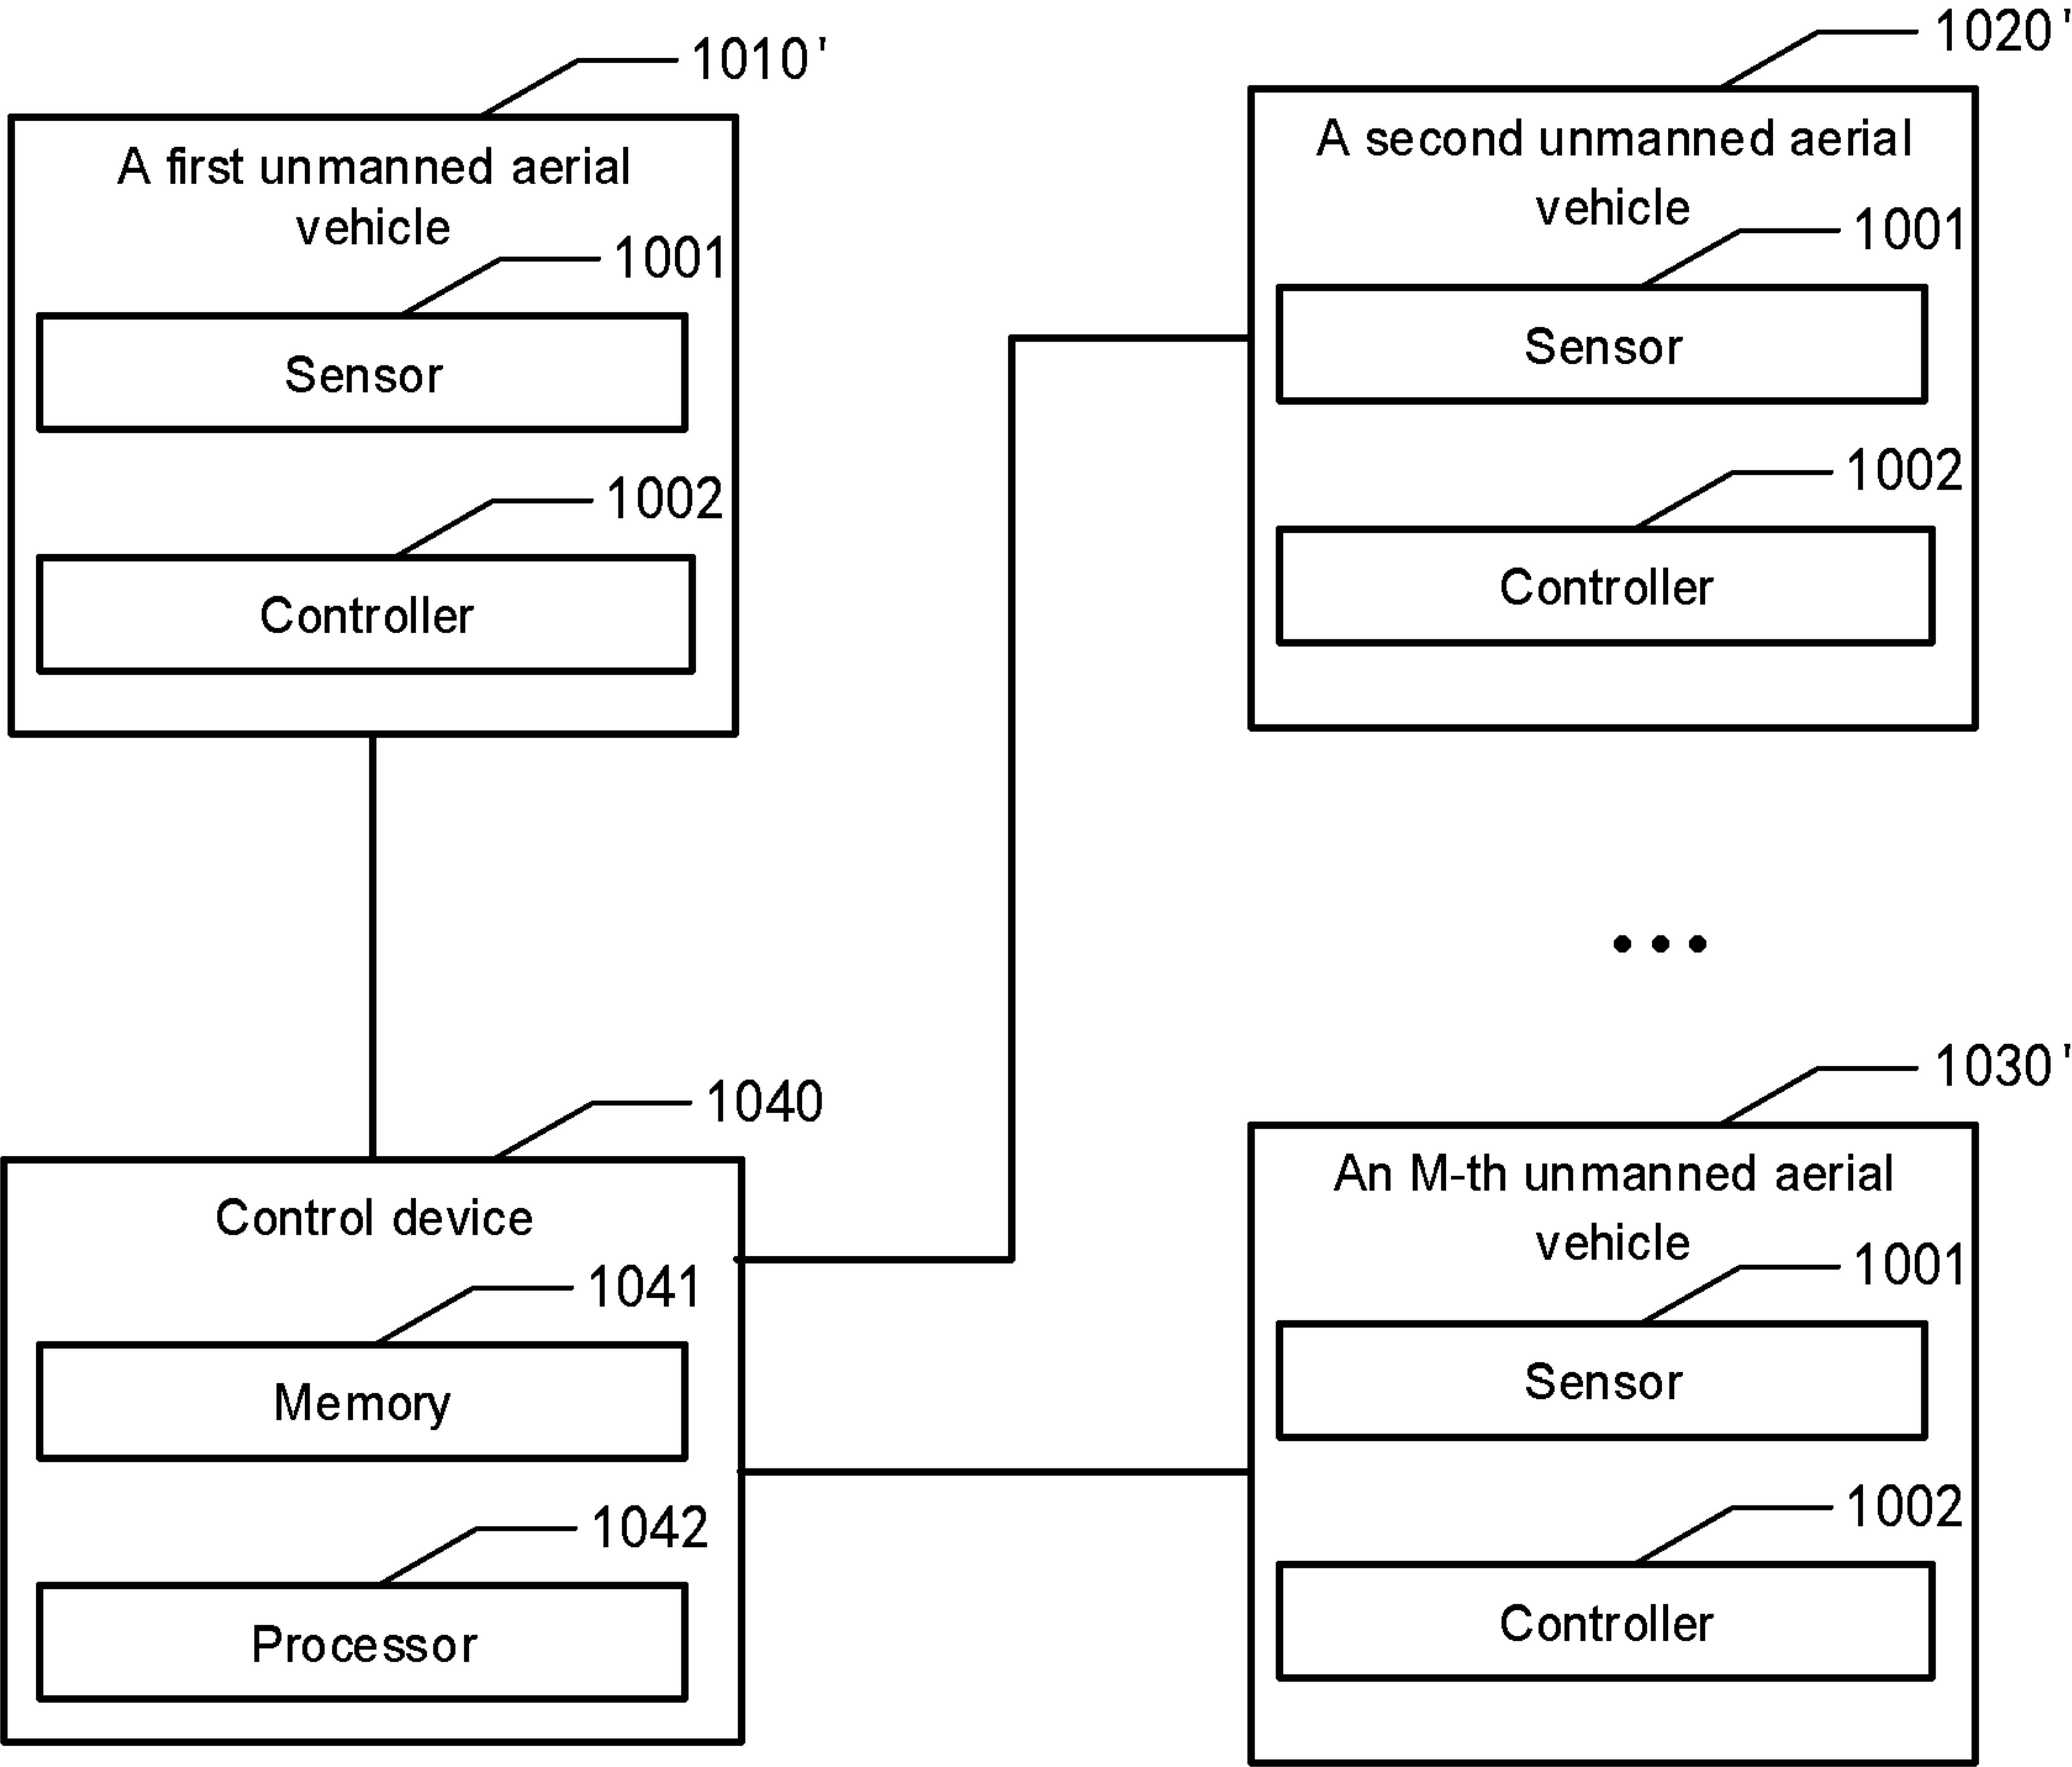 1010'
A first unmanned aerial
vehicle
1001
Sensor
1002
Controller
1020'
A second unmanned aerial
vehicle
1001
Sensor
1002
Controller
•••
1040
Control device
1041
Memory
1042
Processor
1030'
An M-th unmanned aerial
vehicle
1001
Sensor
1002
Controller